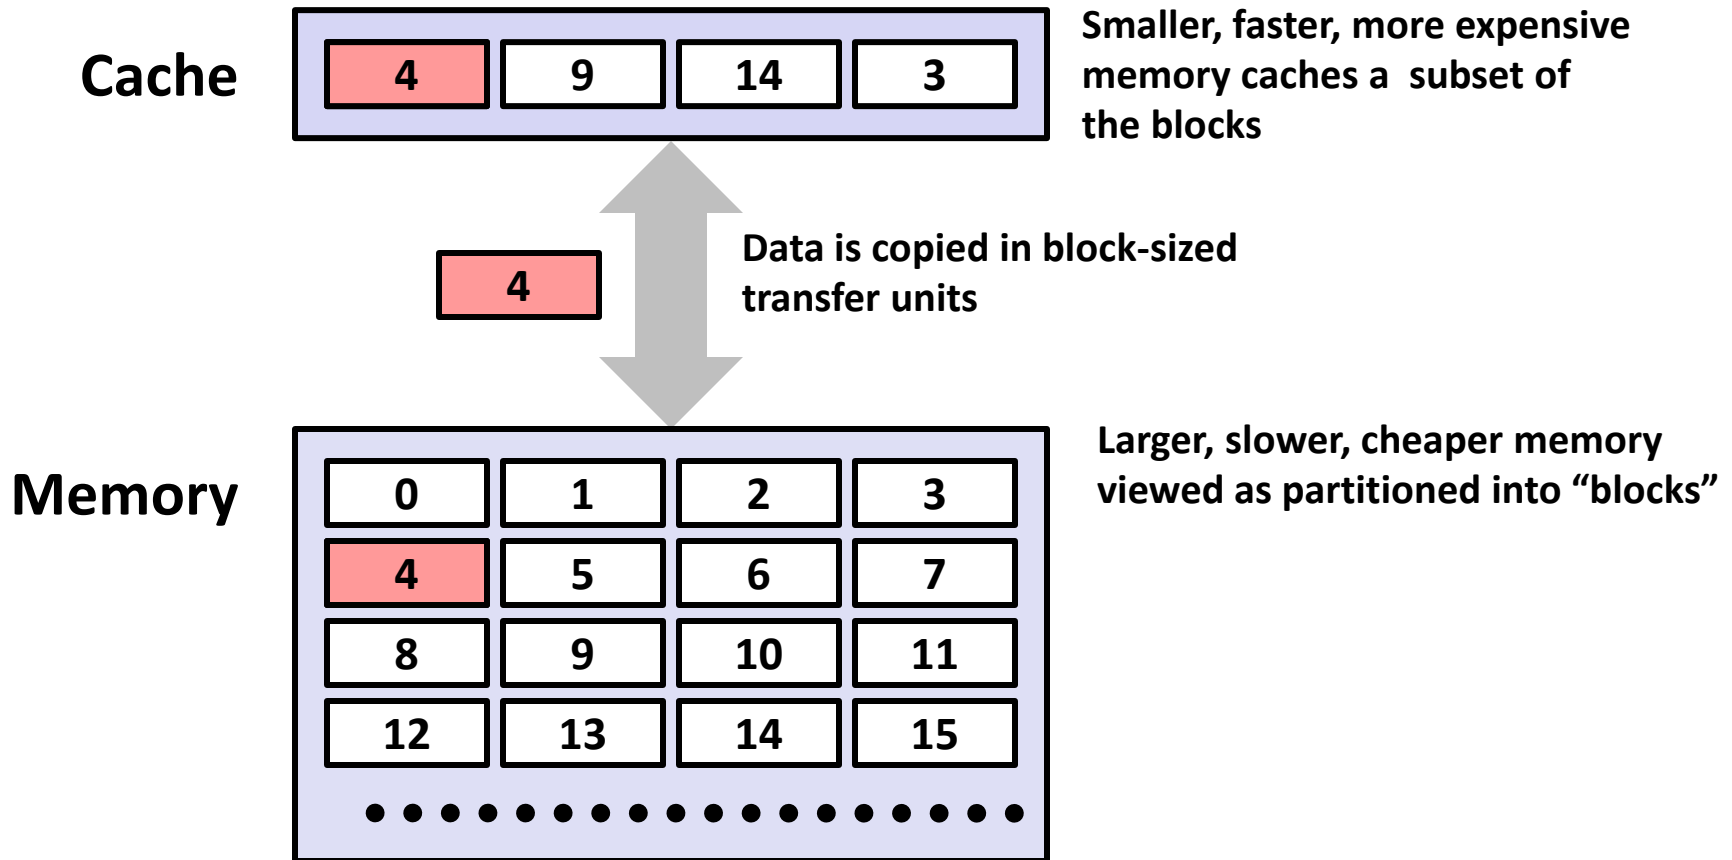 Cache
4 9 14 3
Smaller, faster, more expensive
memory caches a  subset of
the blocks
4
Data is copied in block-sized
transfer units
Memory
0 1 2 3
4 5 6 7
8 9 10 11
12 13 14 15
Larger, slower, cheaper memory
viewed as partitioned into “blocks”